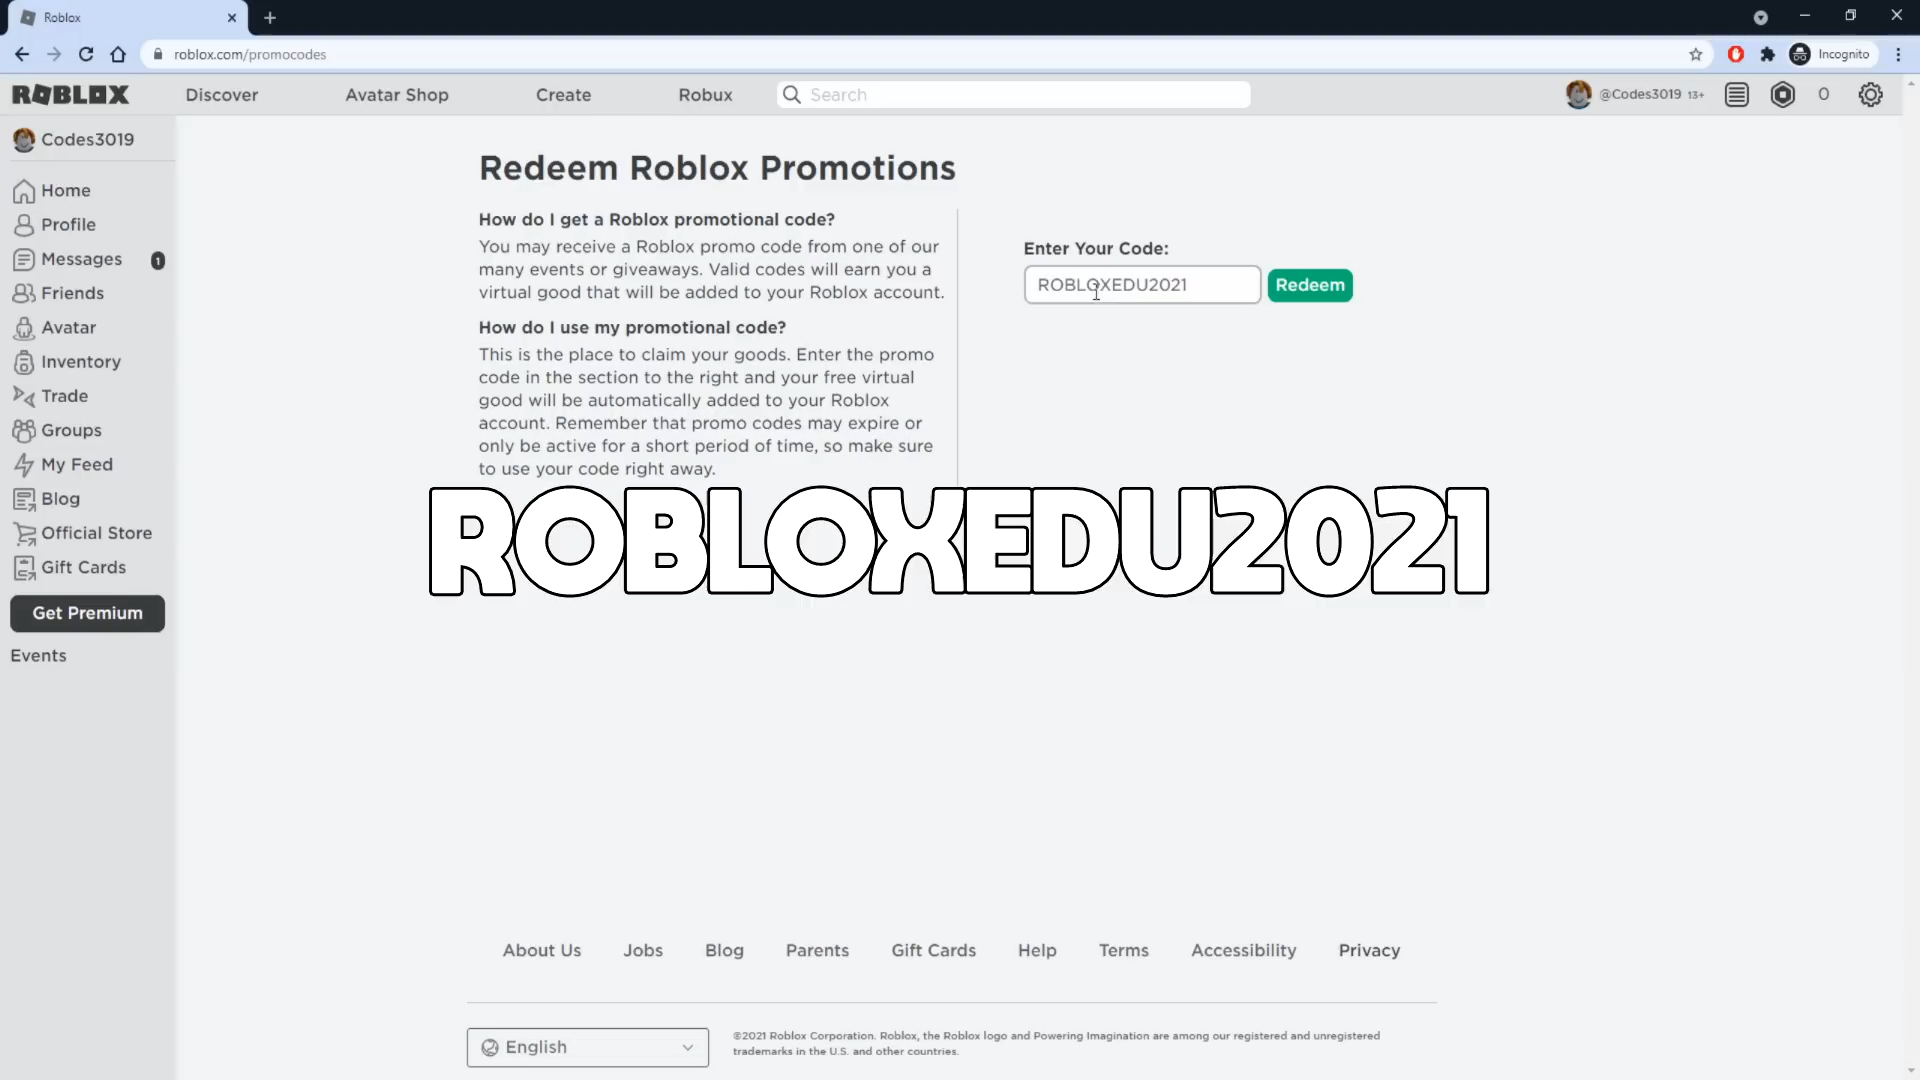 Roblox
roblox.com/promocodes
Incognito
ROBLOX
Discover
Avatar Shop
Create
Robux
Search
@Codes3019 13+
0
Codes3019
Home
Profile
Messages
1
Friends
Avatar
Inventory
Trade
Groups
My Feed
Blog
Official Store
Gift Cards
Get Premium
Events
Redeem Roblox Promotions
How do I get a Roblox promotional code?
You may receive a Roblox promo code from one of our
many events or giveaways. Valid codes will earn you a
virtual good that will be added to your Roblox account.
How do I use my promotional code?
This is the place to claim your goods. Enter the promo
code in the section to the right and your free virtual
good will be automatically added to your Roblox
account. Remember that promo codes may expire or
only be active for a short period of time, so make sure
to use your code right away.
Enter Your Code:
ROBLOXEDU2021
Redeem
ROBLOXEDU2021
About Us
Jobs
Blog
Parents
Gift Cards
Help
Terms
Accessibility
Privacy
English
©2021 Roblox Corporation. Roblox, the Roblox logo and Powering Imagination are among our registered and unregistered
trademarks in the U.S. and other countries.